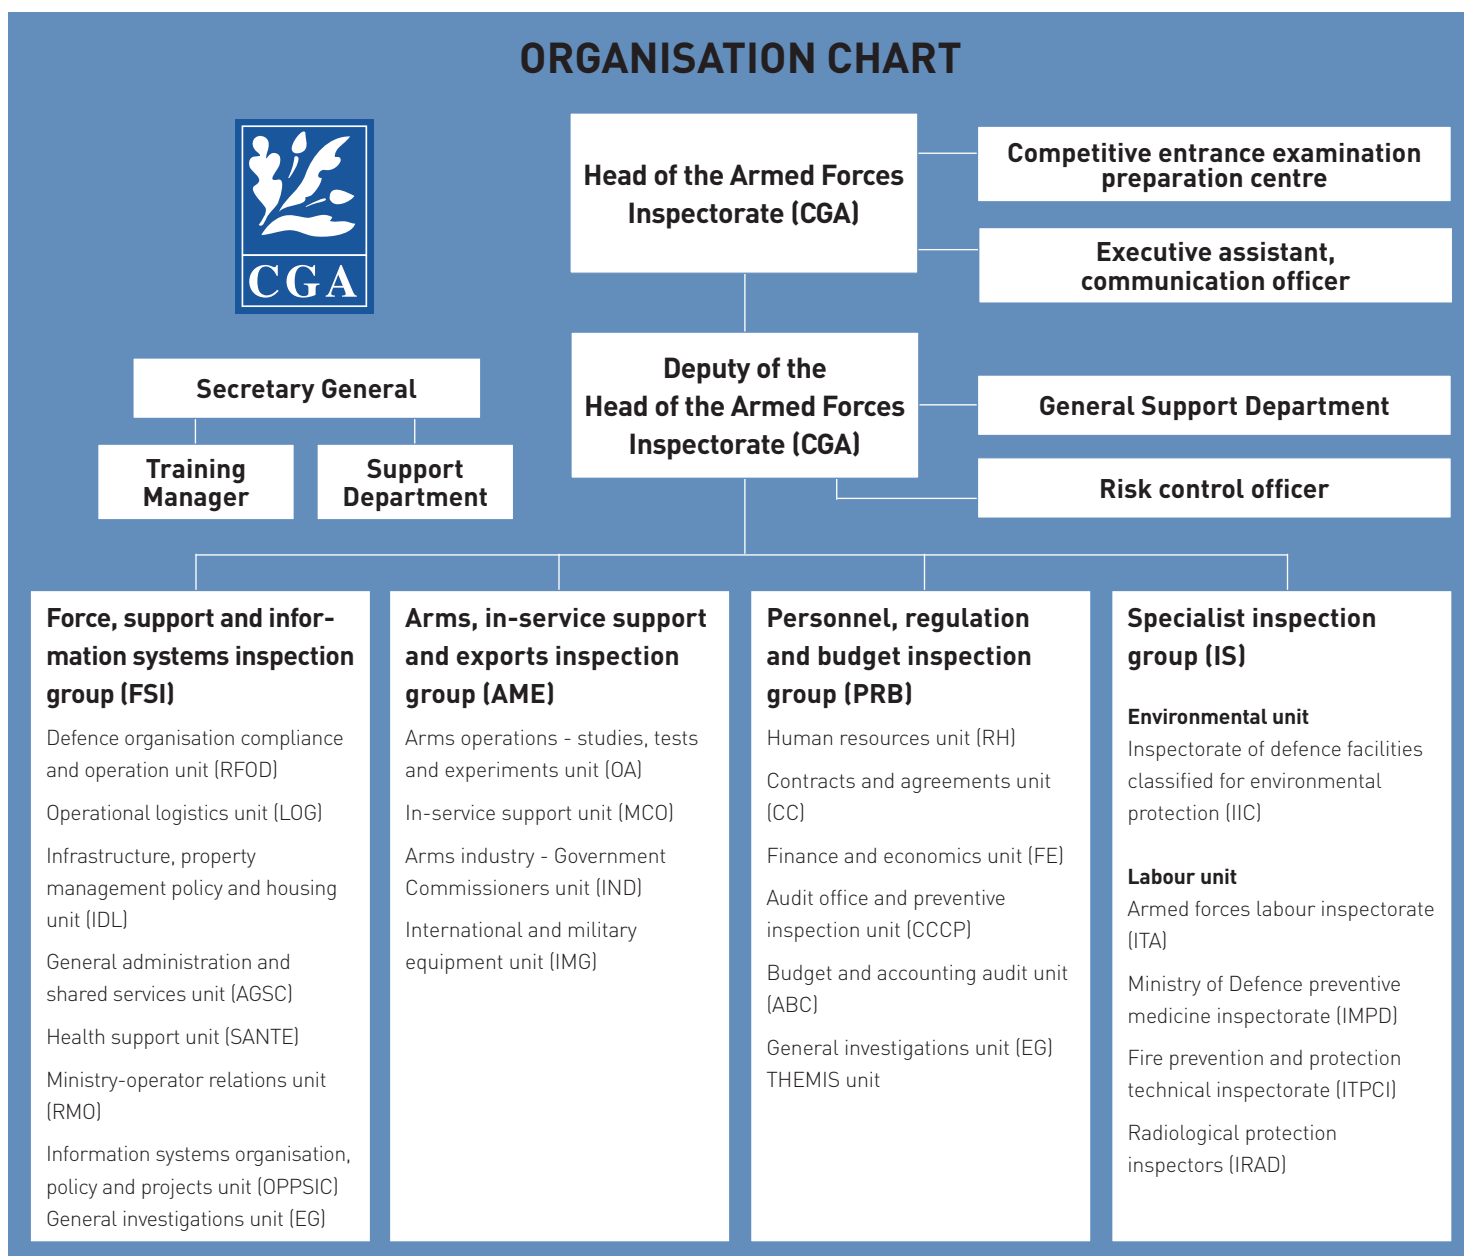 ORGANISATION CHART
CGA
Head of the Armed Forces
Inspectorate (CGA)
Competitive entrance examination
preparation centre
Executive assistant,
communication officer
Secretary General
Training
Manager
Support
Department
Deputy of the
Head of the Armed Forces
Inspectorate (CGA)
General Support Department
Risk control officer
Force, support and infor-
mation systems inspection
group (FSI)
Defence organisation compliance
and operation unit (RFOD)
Operational logistics unit (LOG)
Infrastructure, property
management policy and housing
unit (IDL)
General administration and
shared services unit (AGSC)
Health support unit (SANTE)
Ministry-operator relations unit
(RMO)
Information systems organisation,
policy and projects unit (OPPSIC)
General investigations unit (EG)
Arms, in-service support
and exports inspection
group (AME)
Arms operations - studies, tests
and experiments unit (OA)
In-service support unit (MCO)
Arms industry - Government
Commissioners unit (IND)
International and military
equipment unit (IMG)
Personnel, regulation
and budget inspection
group (PRB)
Human resources unit (RH)
Contracts and agreements unit
(CC)
Finance and economics unit (FE)
Audit office and preventive
inspection unit (CCCP)
Budget and accounting audit unit
(ABC)
General investigations unit (EG)
THEMIS unit
Specialist inspection
group (IS)
Environmental unit
Inspectorate of defence facilities
classified for environmental
protection (IIC)
Labour unit
Armed forces labour inspectorate
(ITA)
Ministry of Defence preventive
medicine inspectorate (IMPD)
Fire prevention and protection
technical inspectorate (ITPCI)
Radiological protection
inspectors (IRAD)